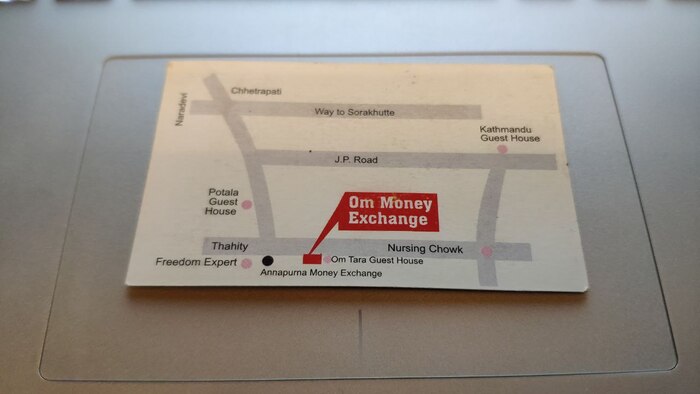 Naradevi
Chhetrapati
Way to Sorakhutte
Kathmandu
Guest House
J.P. Road
Potala
Guest
House
Om Money
Exchange
Thahity
Nursing Chowk
Freedom Expert
Om Tara Guest House
Annapurna Money Exchange